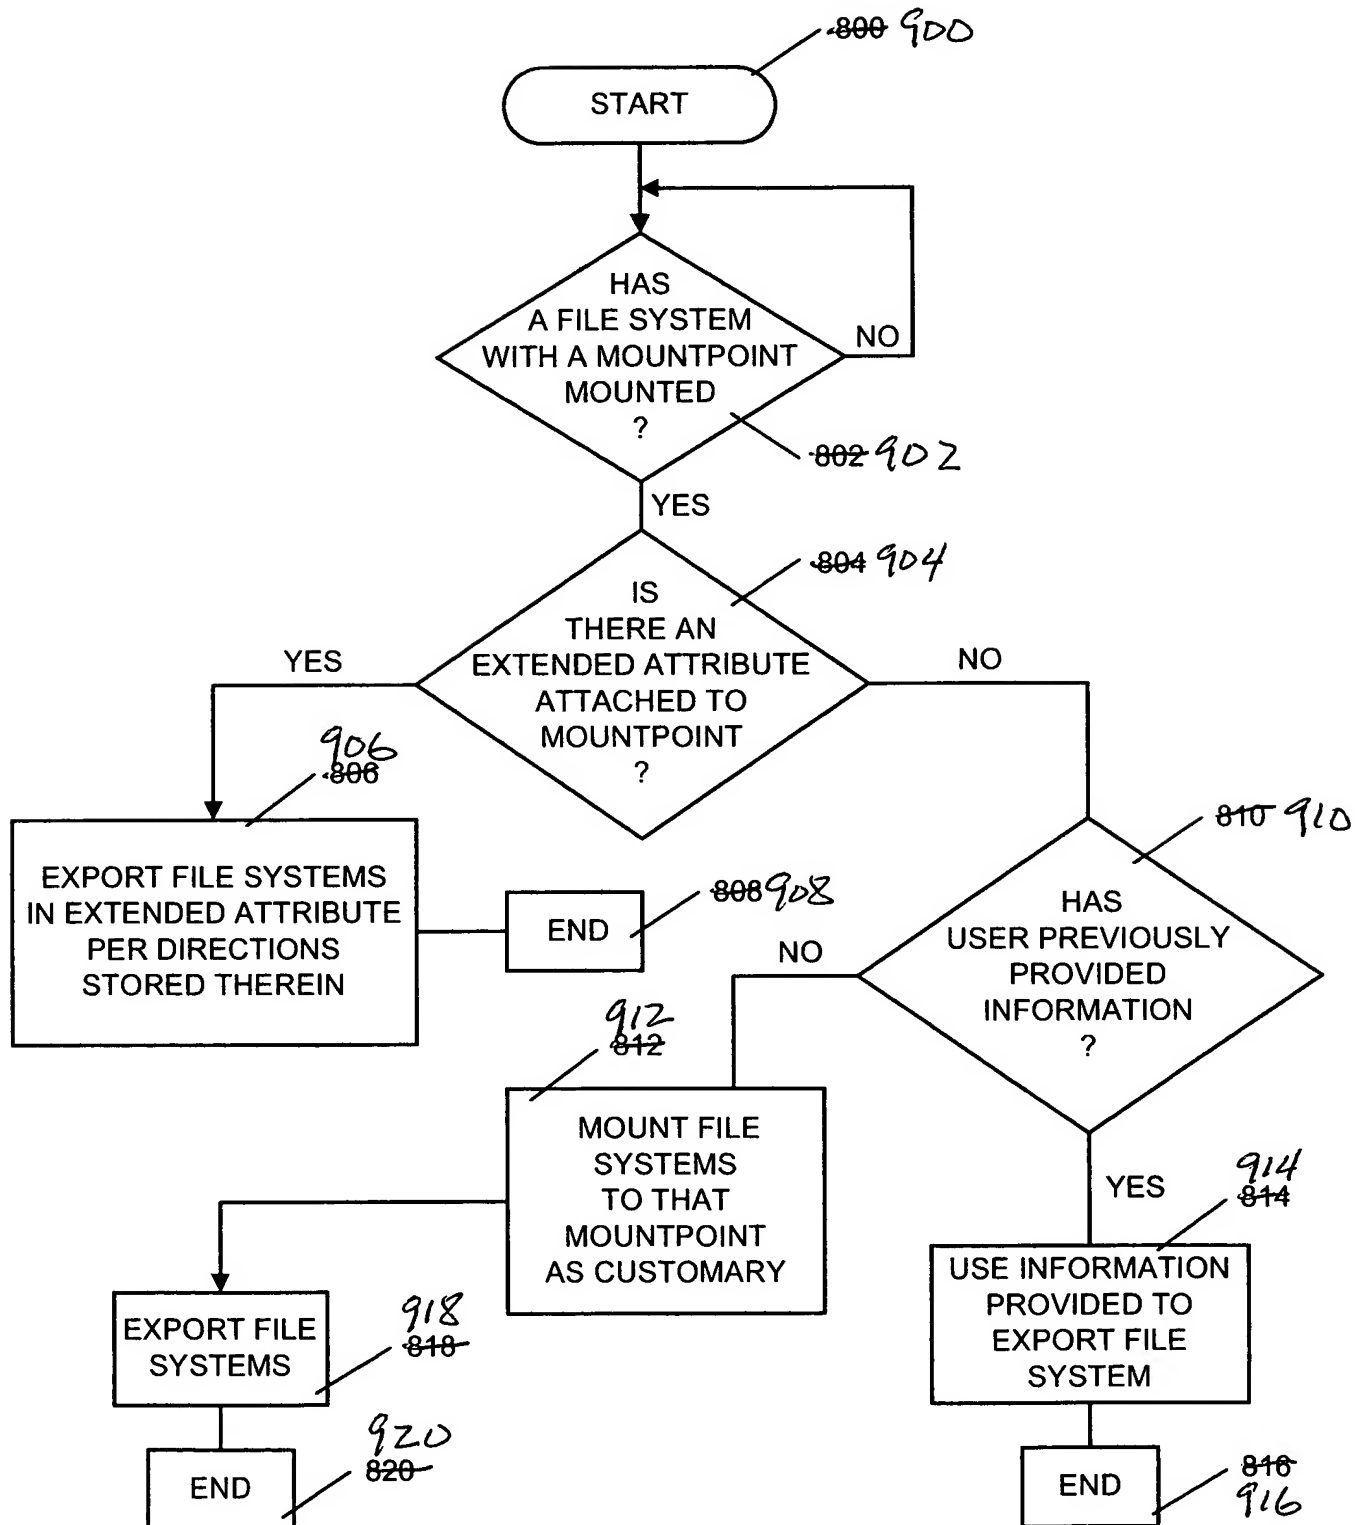 800 900
START
HAS
A FILE SYSTEM
WITH A MOUNTPOINT
MOUNTED
?
NO
802 902
YES
804 904
IS
THERE AN
EXTENDED ATTRIBUTE
ATTACHED TO
MOUNTPOINT
?
YES
NO
906
806
EXPORT FILE SYSTEMS
IN EXTENDED ATTRIBUTE
PER DIRECTIONS
STORED THEREIN
808 908
END
810 910
HAS
USER PREVIOUSLY
PROVIDED
INFORMATION
?
NO
912
812
MOUNT FILE
SYSTEMS
TO THAT
MOUNTPOINT
AS CUSTOMARY
YES
914
814
USE INFORMATION
PROVIDED TO
EXPORT FILE
SYSTEM
918
818
EXPORT FILE
SYSTEMS
920
820
END
END
816
916